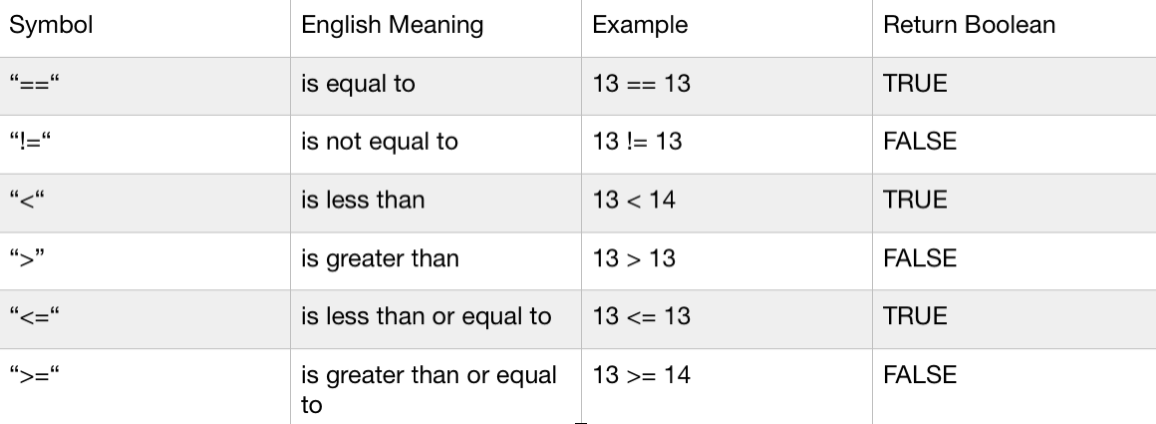 Symbol English Meaning Example Return Boolean
“==“ is equal to 13 == 13 TRUE
“!=“ is not equal to 13 != 13 FALSE
“<“ is less than 13 < 14 TRUE
“>” is greater than 13 > 13 FALSE
“<=“ is less than or equal to 13 <= 13 TRUE
“>=“ is greater than or equal 13 >= 14 FALSE
to